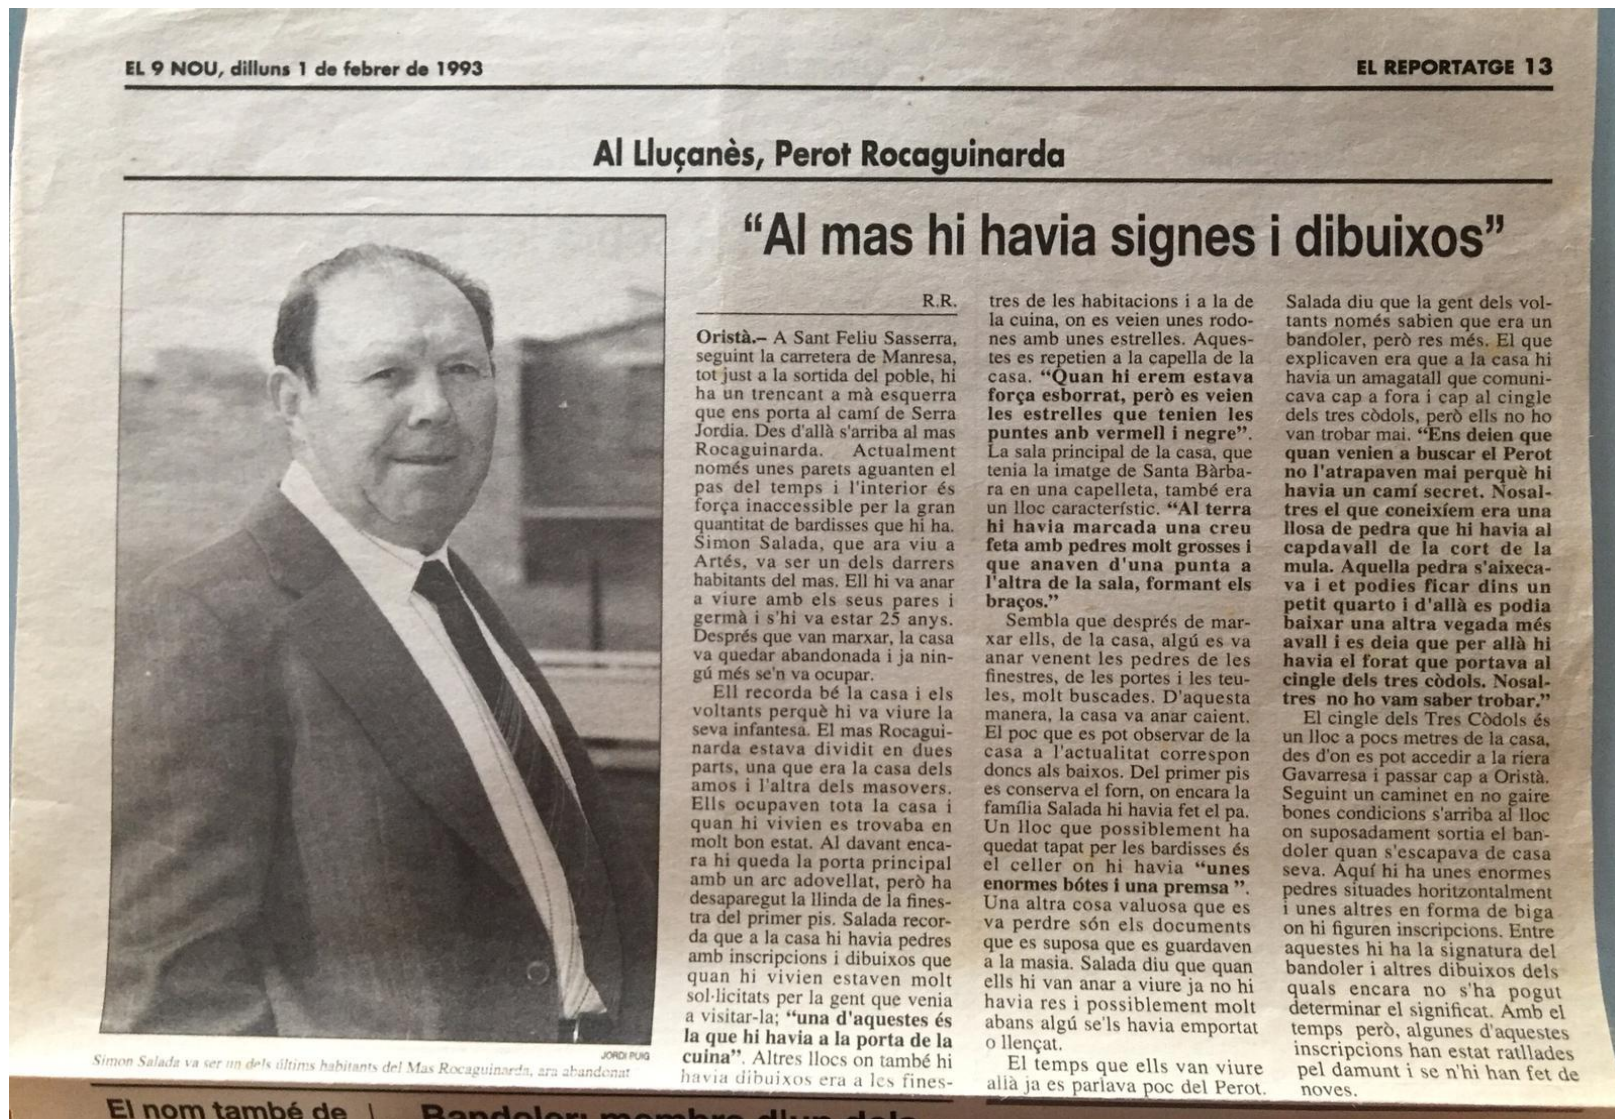 EL 9 NOU, dilluns 1 de febrer de 1993
EL REPORTATGE 13
Al Lluçanès, Perot Rocaguinarda
“Al mas hi havia signes i dibuixos”
R.R.
Oristà.– A Sant Feliu Sasserra,
seguint la carretera de Manresa,
tot just a la sortida del poble, hi
ha un trencant a mà esquerra
que ens porta al camí de Serra
Jordia. Des d'allà s'arriba al mas
Rocaguinarda. Actualment
només unes parets aguanten el
pas del temps i l'interior és
força inaccessible per la gran
quantitat de bardisses que hi ha.
Simon Salada, que ara viu a
Artés, va ser un dels darrers
habitants del mas. Ell hi va anar
a viure amb els seus pares i
germà i s'hi va estar 25 anys.
Després que van marxar, la casa
va quedar abandonada i ja nin-
gú més se'n va ocupar.
Ell recorda bé la casa i els
voltants perquè hi va viure la
seva infantesa. El mas Rocagui-
narda estava dividit en dues
parts, una que era la casa dels
amos i l'altra dels masovers.
Ells ocupaven tota la casa i
quan hi vivien es trovaba en
molt bon estat. Al davant enca-
ra hi queda la porta principal
amb un arc adovellat, però ha
desaparegut la llinda de la fines-
tra del primer pis. Salada recor-
da que a la casa hi havia pedres
amb inscripcions i dibuixos que
quan hi vivien estaven molt
sol·licitats per la gent que venia
a visitar-la; “una d'aquestes és
la que hi havia a la porta de la
cuina”. Altres llocs on també hi
havia dibuixos era a les fines-
tres de les habitacions i a la de
la cuina, on es veien unes rodo-
nes amb unes estrelles. Aques-
tes es repetien a la capella de la
casa. “Quan hi erem estava
força esborrat, però es veien
les estrelles que tenien les
puntes anb vermell i negre”.
La sala principal de la casa, que
tenia la imatge de Santa Bàrba-
ra en una capelleta, també era
un lloc característic. “Al terra
hi havia marcada una creu
feta amb pedres molt grosses i
que anaven d'una punta a
l'altra de la sala, formant els
braços.”
Sembla que després de mar-
xar ells, de la casa, algú es va
anar venent les pedres de les
finestres, de les portes i les teu-
les, molt buscades. D'aquesta
manera, la casa va anar caient.
El poc que es pot observar de la
casa a l'actualitat correspon
doncs als baixos. Del primer pis
es conserva el forn, on encara la
família Salada hi havia fet el pa.
Un lloc que possiblement ha
quedat tapat per les bardisses és
el celler on hi havia “unes
enormes bótes i una premsa ”.
Una altra cosa valuosa que es
va perdre són els documents
que es suposa que es guardaven
a la masia. Salada diu que quan
ells hi van anar a viure ja no hi
havia res i possiblement molt
abans algú se'ls havia emportat
o llençat.
El temps que ells van viure
allà ja es parlava poc del Perot.
Salada diu que la gent dels vol-
tants només sabien que era un
bandoler, però res més. El que
explicaven era que a la casa hi
havia un amagatall que comuni-
cava cap a fora i cap al cingle
dels tres còdols, però ells no ho
van trobar mai. “Ens deien que
quan venien a buscar el Perot
no l'atrapaven mai perquè hi
havia un camí secret. Nosal-
tres el que coneixíem era una
llosa de pedra que hi havia al
capdavall de la cort de la
mula. Aquella pedra s'aixeca-
va i et podies ficar dins un
petit quarto i d'allà es podia
baixar una altra vegada més
avall i es deia que per allà hi
havia el forat que portava al
cingle dels tres còdols. Nosal-
tres no ho vam saber trobar.”
El cingle dels Tres Còdols és
un lloc a pocs metres de la casa,
des d'on es pot accedir a la riera
Gavarresa i passar cap a Oristà.
Seguint un caminet en no gaire
bones condicions s'arriba al lloc
on suposadament sortia el ban-
doler quan s'escapava de casa
seva. Aquí hi ha unes enormes
pedres situades horitzontalment
i unes altres en forma de biga
on hi figuren inscripcions. Entre
aquestes hi ha la signatura del
bandoler i altres dibuixos dels
quals encara no s'ha pogut
determinar el significat. Amb el
temps però, algunes d'aquestes
inscripcions han estat ratllades
pel damunt i se n'hi han fet de
noves.
JORDI PUIG
Simon Salada va ser un dels últims habitants del Mas Rocaguinarda, ara abandonat
El nom també de